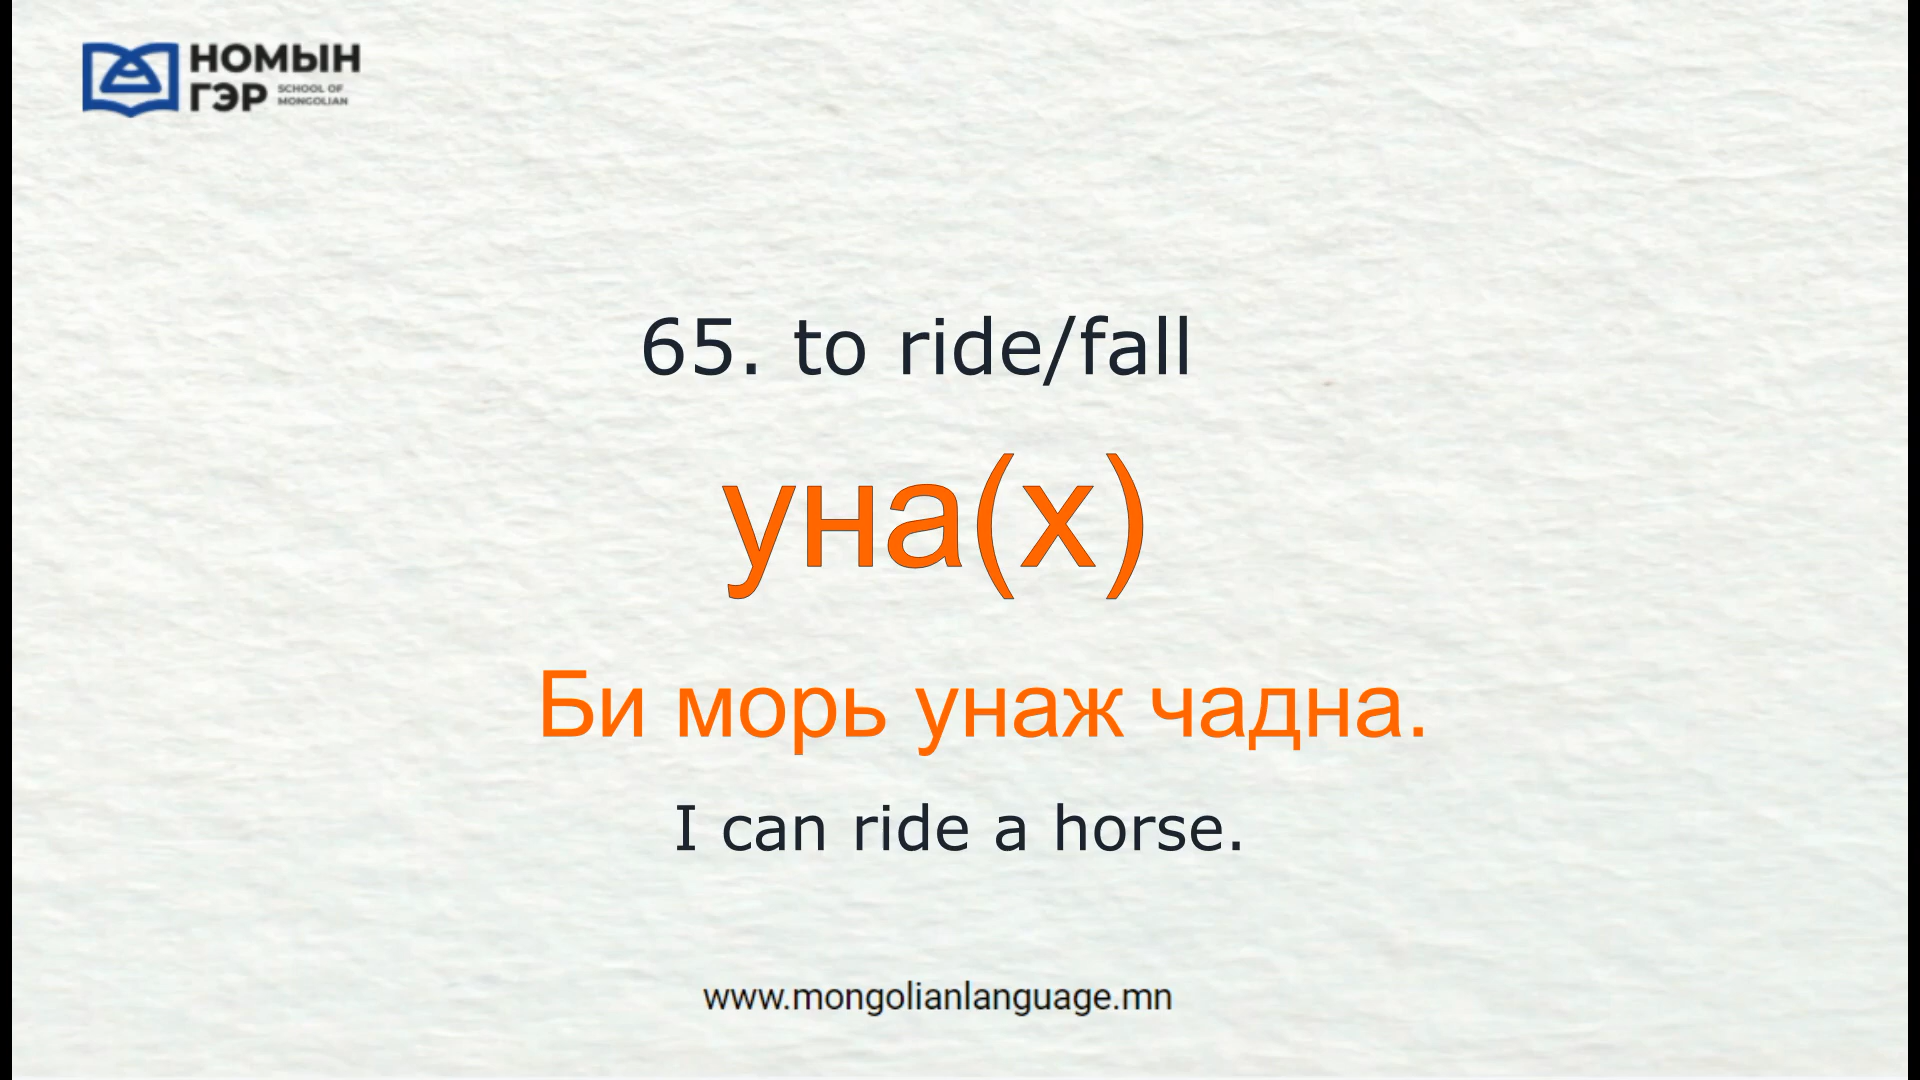 НОМЫН
ГЭР SCHOOL OF
MONGOLIAN
65. to ride/fall
уна(х)
Би морь унаж чадна.
I can ride a horse.
www.mongolianlanguage.mn